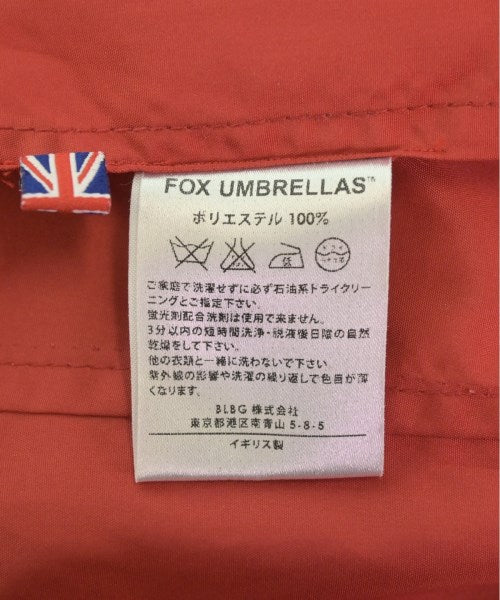 FOX UMBRELLAS™
ポリエステル 100%
低
ご家庭で洗濯せずに必ず石油系ドライクリー
ニングとご指定下さい。
蛍光剤配合洗剤は使用で来ません。
3分以内の短時間洗浄・脱液後日陰の自然
乾燥をして下さい。
他の衣類と一緒に洗わないで下さい
紫外線の影響や洗濯の繰り返しで色目が薄
くなります。
BLBG 株式会社
東京都港区南青山 5-8-5
イギリス製